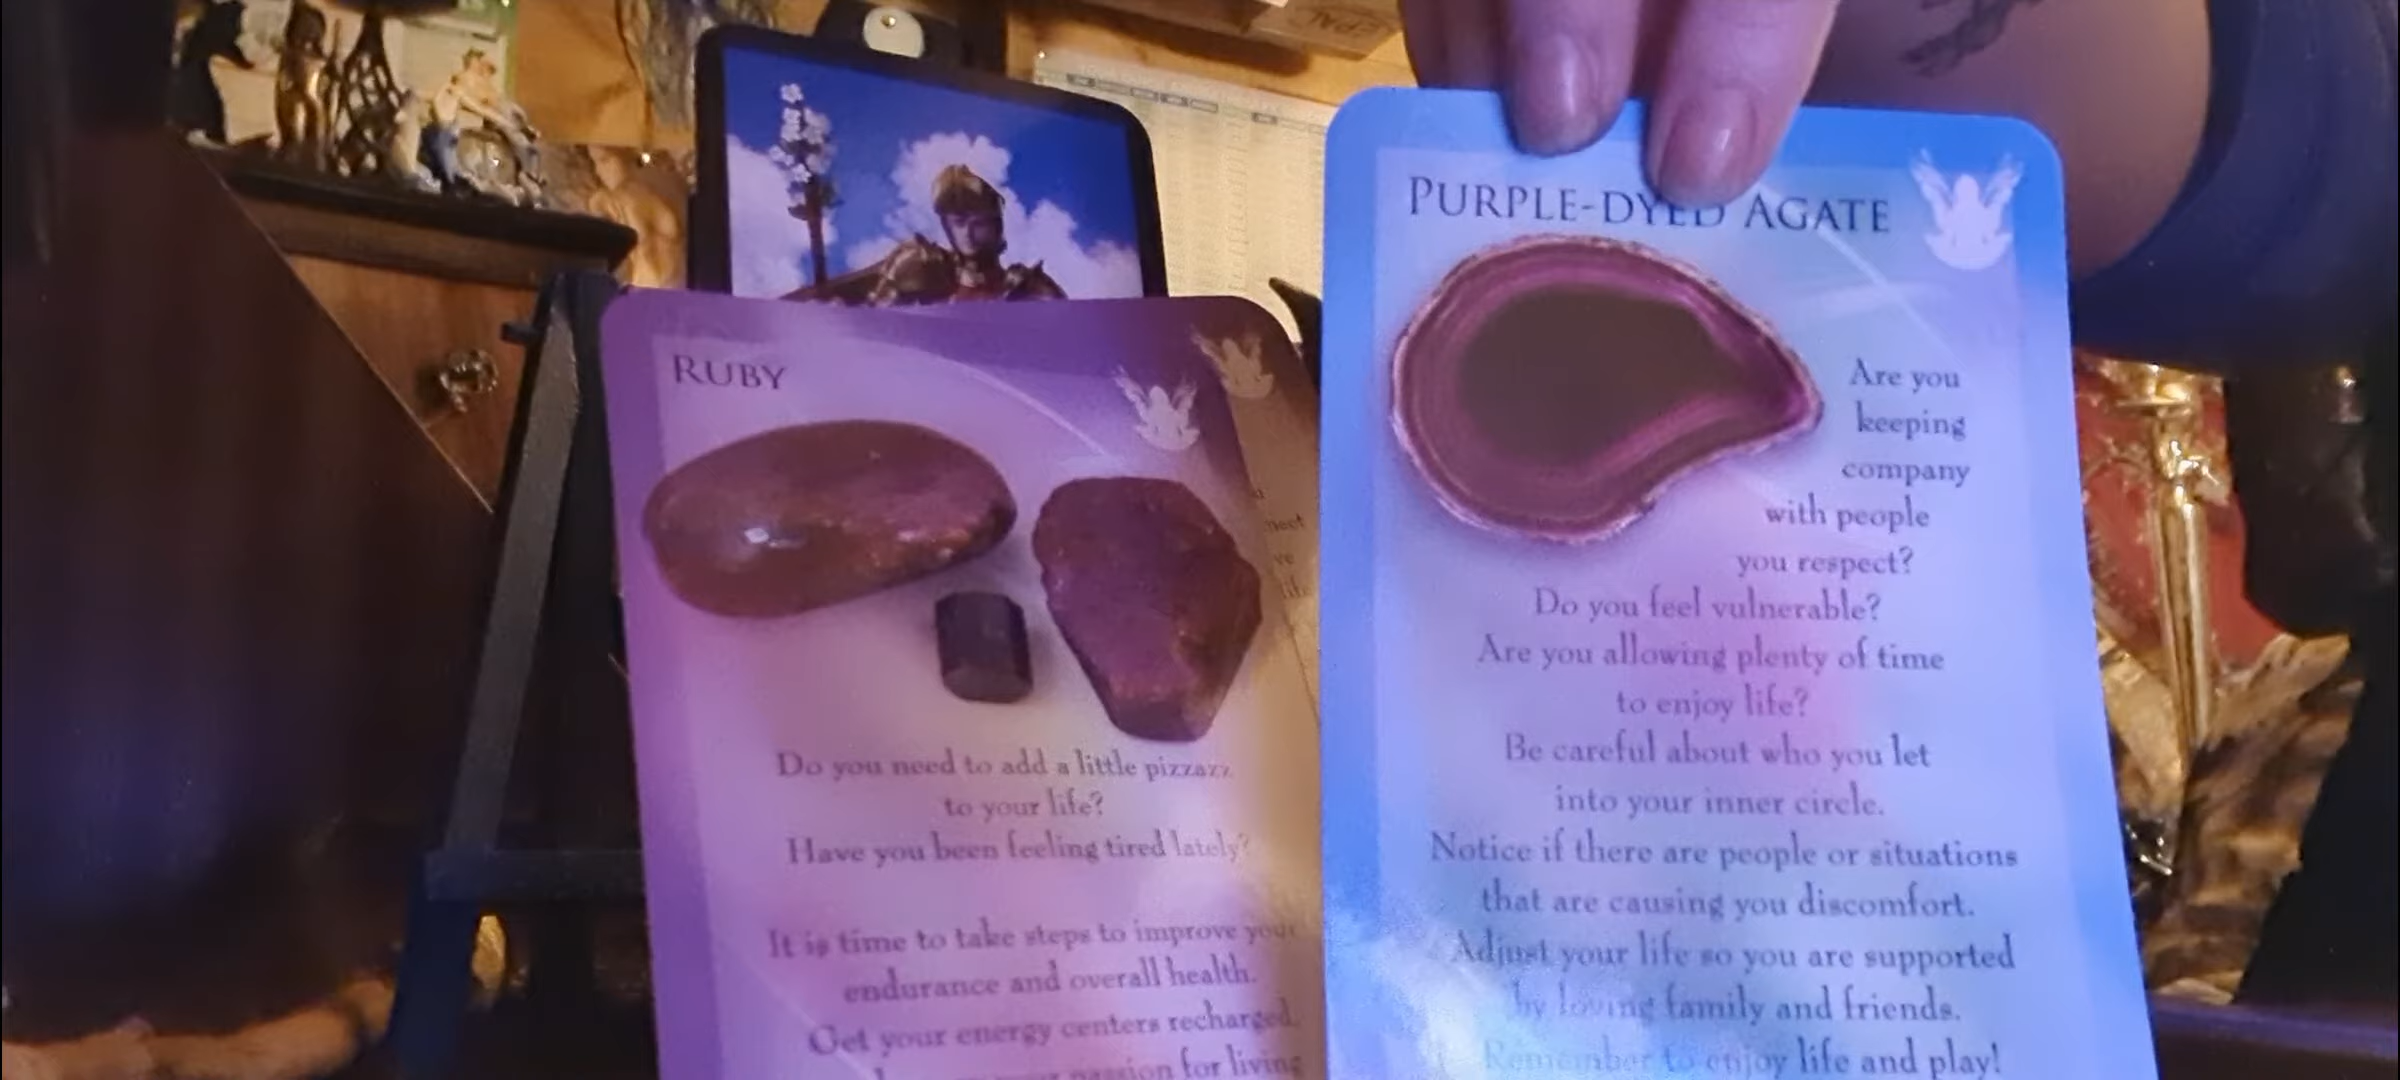 RUBY
Do you need to add a little pizzazz
to your life?
Have you been feeling tired lately?
It is time to take steps to improve your
endurance and overall health.
Get your energy centers recharged
passion for living
PURPLE-DYED AGATE
Are you
keeping
company
with people
you respect?
Do you feel vulnerable?
Are you allowing plenty of time
to enjoy life?
Be careful about who you let
into your inner circle.
Notice if there are people or situations
that are causing you discomfort.
Adjust your life so you are supported
by loving family and friends.
Remember to enjoy life and play!